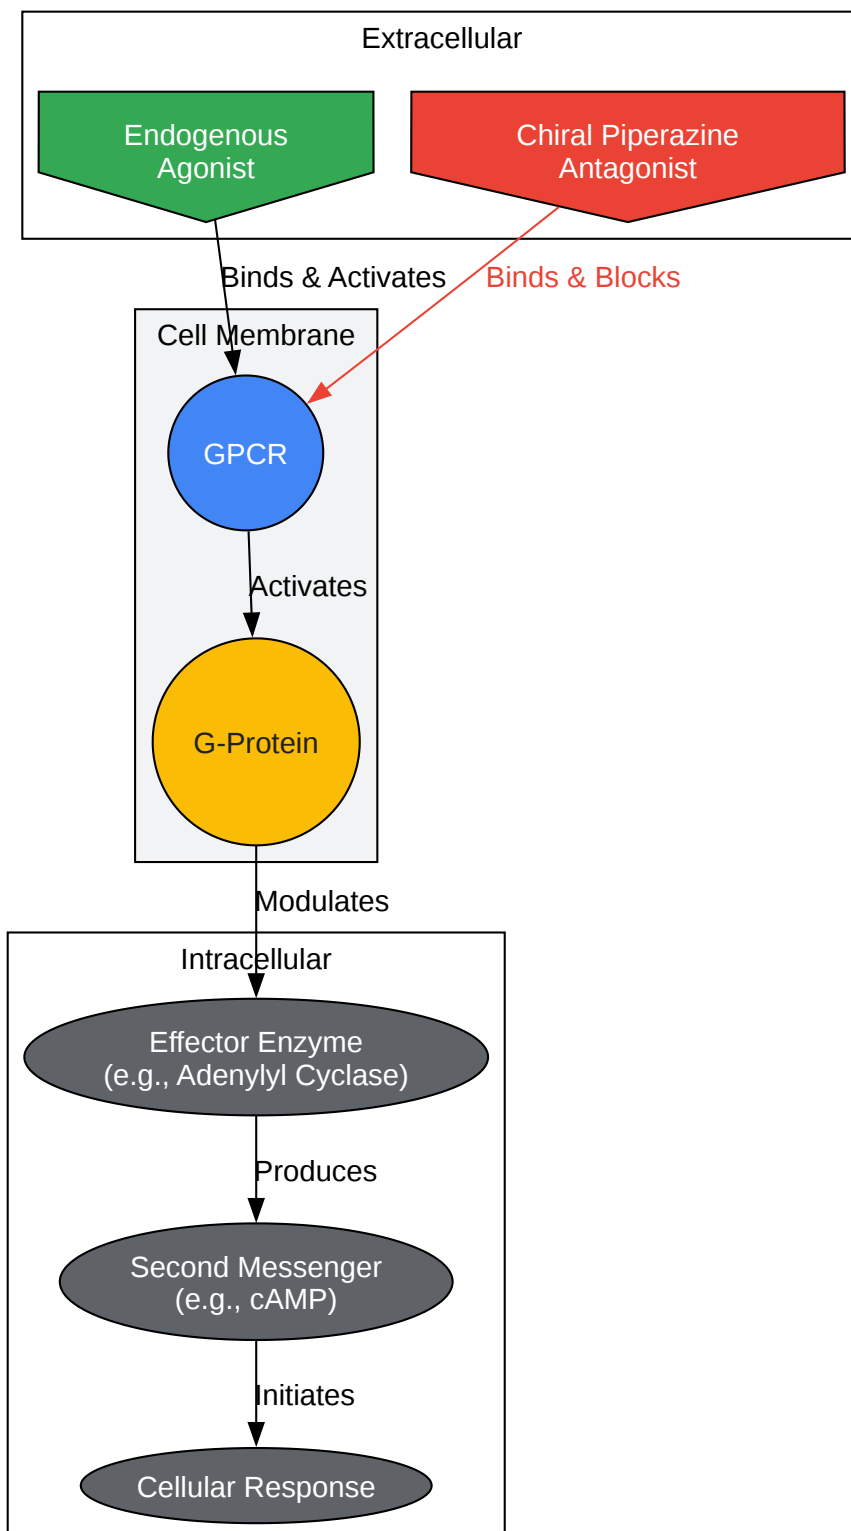 Extracellular
Endogenous
Agonist
Chiral Piperazine
Antagonist
Binds & Activates
Binds & Blocks
Cell Membrane
GPCR
Activates
G-Protein
Modulates
Intracellular
Effector Enzyme
(e.g., Adenylyl Cyclase)
Produces
Second Messenger
(e.g., cAMP)
Initiates
Cellular Response